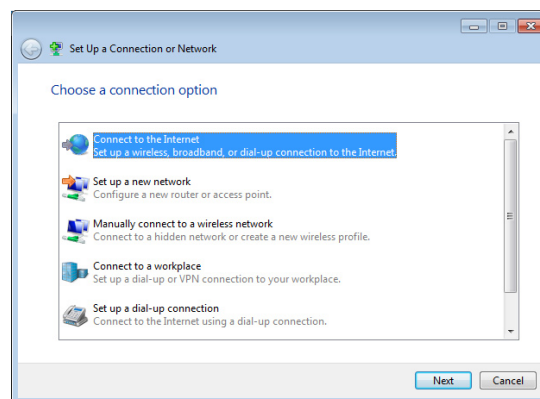 Set Up a Connection or Network
Choose a connection option
Connect to the Internet
Set up a wireless, broadband, or dial-up connection to the Internet.
Set up a new network
Configure a new router or access point.
Manually connect to a wireless network
Connect to a hidden network or create a new wireless profile.
Connect to a workplace
Set up a dial-up or VPN connection to your workplace.
Set up a dial-up connection
Connect to the Internet using a dial-up connection.
Next Cancel